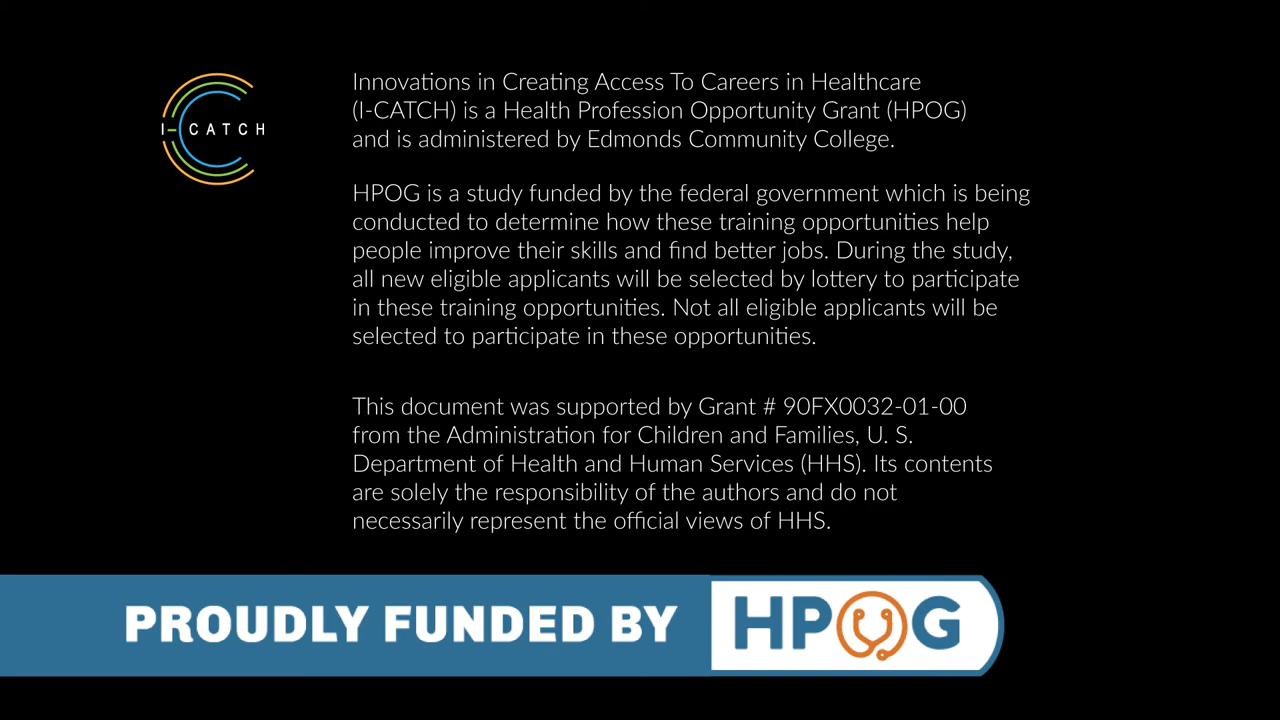 I-CATCH
Innovations in Creating Access To Careers in Healthcare
(I-CATCH) is a Health Profession Opportunity Grant (HPOG)
and is administered by Edmonds Community College.
HPOG is a study funded by the federal government which is being
conducted to determine how these training opportunities help
people improve their skills and find better jobs. During the study,
all new eligible applicants will be selected by lottery to participate
in these training opportunities. Not all eligible applicants will be
selected to participate in these opportunities.
This document was supported by Grant # 90FX0032-01-00
from the Administration for Children and Families, U. S.
Department of Health and Human Services (HHS). Its contents
are solely the responsibility of the authors and do not
necessarily represent the official views of HHS.
PROUDLY FUNDED BY HPOG